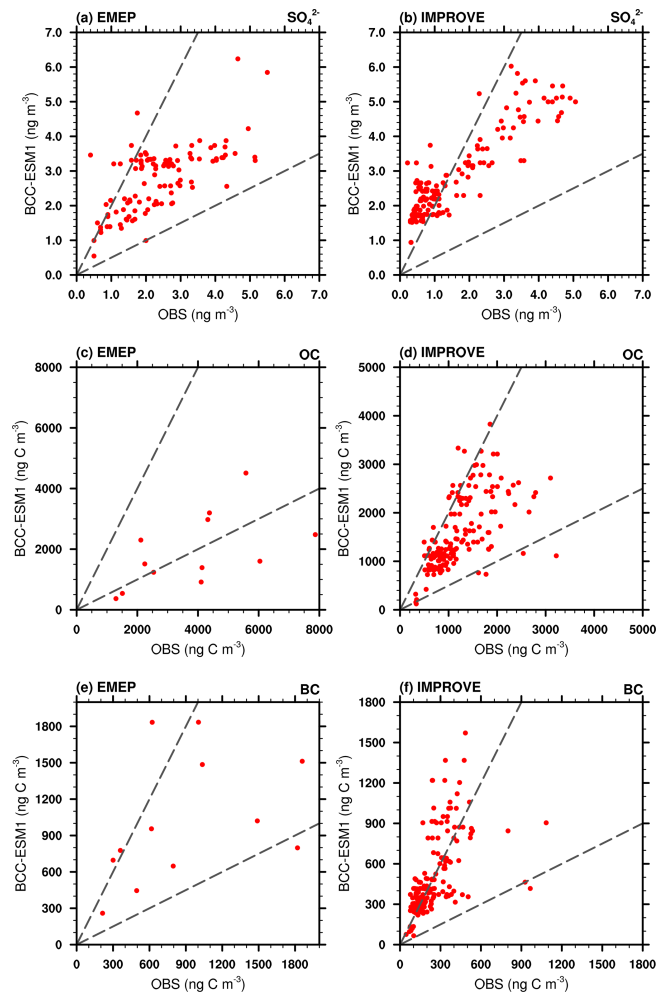 (a) EMEP SO₄²⁻ (b) IMPROVE SO₄²⁻
7.0 7.0
6.0 6.0
5.0 5.0
4.0 4.0
3.0 3.0
2.0 2.0
1.0 1.0
0.0 0.0
BCC-ESM1 (ng m⁻³) BCC-ESM1 (ng m⁻³)
0.0 1.0 2.0 3.0 4.0 5.0 6.0 7.0 0.0 1.0 2.0 3.0 4.0 5.0 6.0 7.0
OBS (ng m⁻³) OBS (ng m⁻³)
(c) EMEP OC (d) IMPROVE OC
8000 5000
6000 4000
4000 3000
2000 2000
0 1000
0
BCC-ESM1 (ng C m⁻³) BCC-ESM1 (ng C m⁻³)
0 2000 4000 6000 8000 0 1000 2000 3000 4000 5000
OBS (ng C m⁻³) OBS (ng C m⁻³)
(e) EMEP BC (f) IMPROVE BC
1800 1800
1500 1500
1200 1200
900 900
600 600
300 300
0 0
BCC-ESM1 (ng C m⁻³) BCC-ESM1 (ng C m⁻³)
0 300 600 900 1200 1500 1800 0 300 600 900 1200 1500 1800
OBS (ng C m⁻³) OBS (ng C m⁻³)